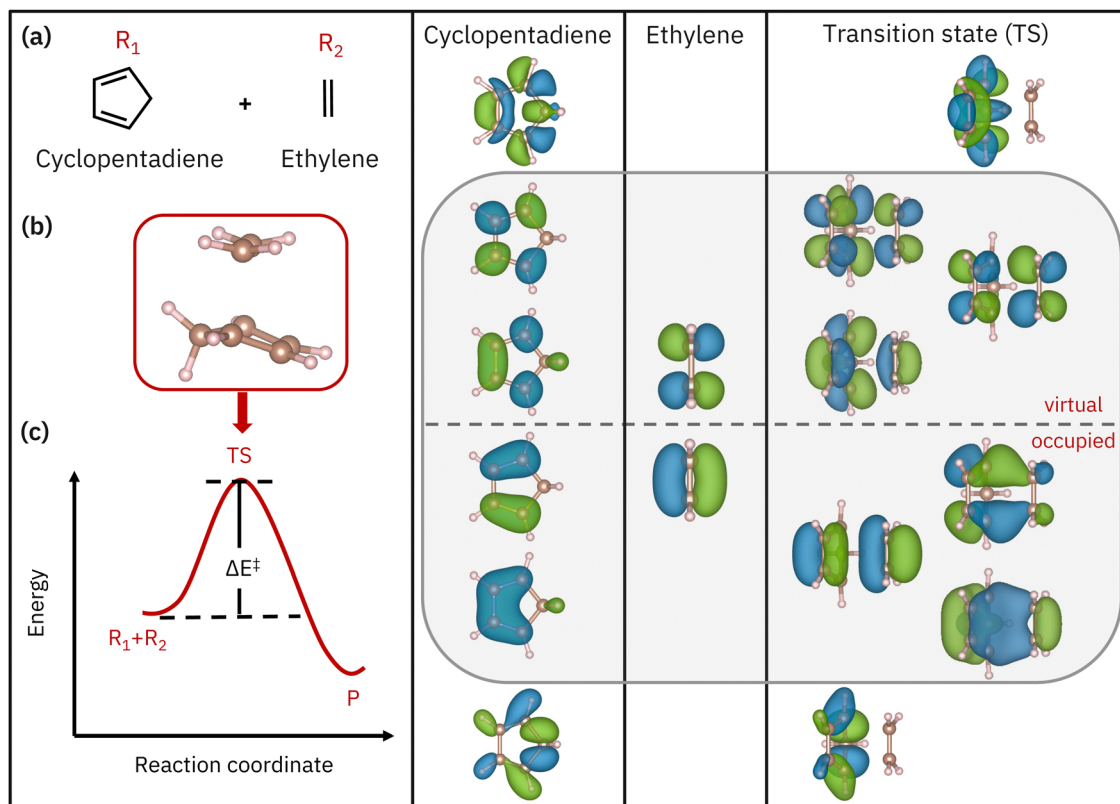 (a)
R₁
R₂
+
Cyclopentadiene
Ethylene
(b)
(c)
TS
ΔE‡
R₁+R₂
P
Energy
Reaction coordinate
Cyclopentadiene
Ethylene
Transition state (TS)
virtual
occupied